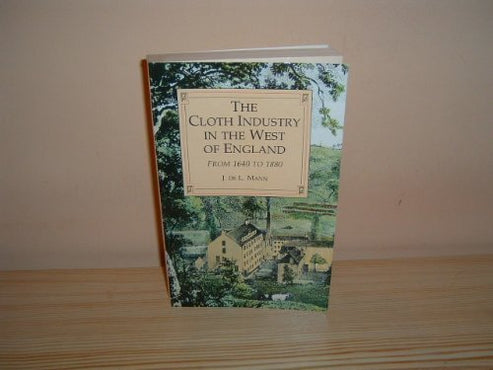 THE
CLOTH INDUSTRY
IN THE WEST
OF ENGLAND
FROM 1640 TO 1880
J. DE L. MANN